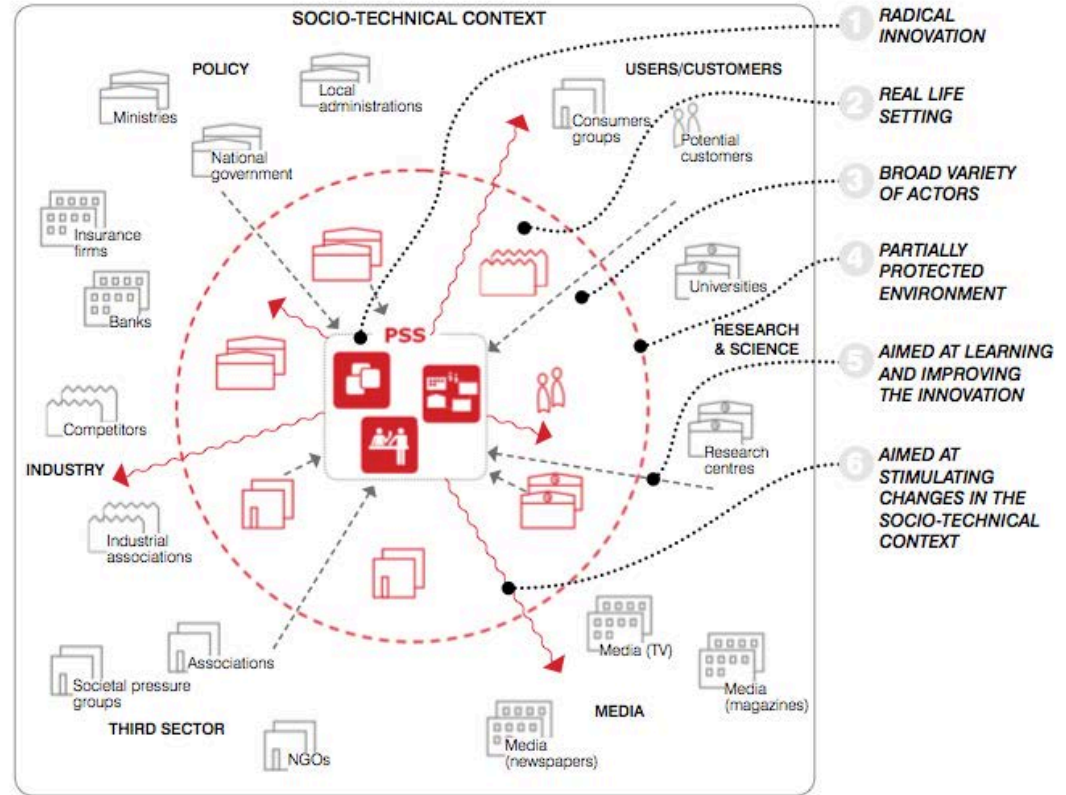 SOCIO-TECHNICAL CONTEXT
POLICY
Ministries
Local
administrations
National
government
USERS/CUSTOMERS
Consumers
groups
Potential
customers
Insurance
firms
Banks
Universities
RESEARCH
& SCIENCE
Research
centres
PSS
Competitors
INDUSTRY
Industrial
associations
Associations
Societal pressure
groups
THIRD SECTOR
NGOs
MEDIA
Media (TV)
Media
(magazines)
Media
(newspapers)
1 RADICAL
INNOVATION
2 REAL LIFE
SETTING
3 BROAD VARIETY
OF ACTORS
4 PARTIALLY
PROTECTED
ENVIRONMENT
5 AIMED AT LEARNING
AND IMPROVING
THE INNOVATION
6 AIMED AT
STIMULATING
CHANGES IN THE
SOCIO-TECHNICAL
CONTEXT